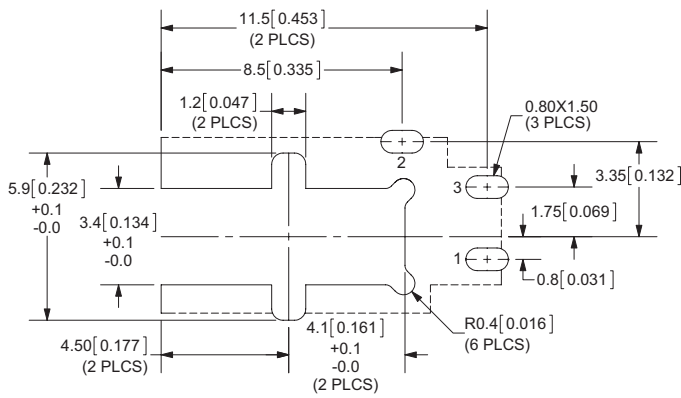 11.5[0.453]
(2 PLCS)
8.5[0.335]
1.2[0.047]
(2 PLCS)
0.80X1.50
(3 PLCS)
2
3
1
5.9[0.232]
+0.1
-0.0
3.4[0.134]
+0.1
-0.0
3.35[0.132]
1.75[0.069]
0.8[0.031]
4.50[0.177]
(2 PLCS)
4.1[0.161]
+0.1
-0.0
(2 PLCS)
R0.4[0.016]
(6 PLCS)